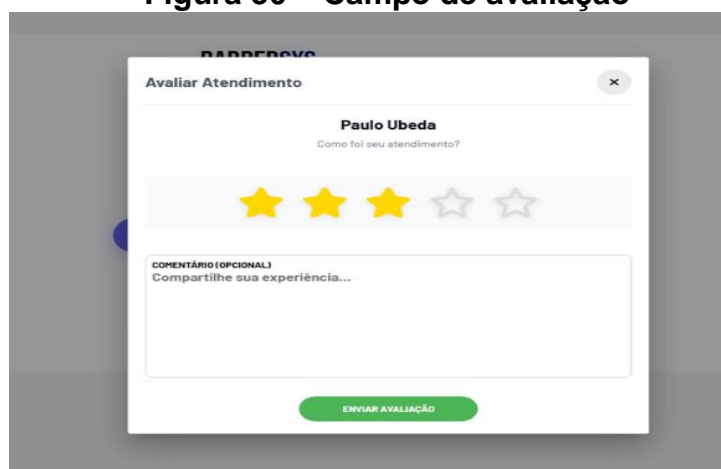 Avaliar Atendimento
×
Paulo Ubeda
Como foi seu atendimento?
COMENTÁRIO (OPCIONAL)
Compartilhe sua experiência...
ENVIAR AVALIAÇÃO